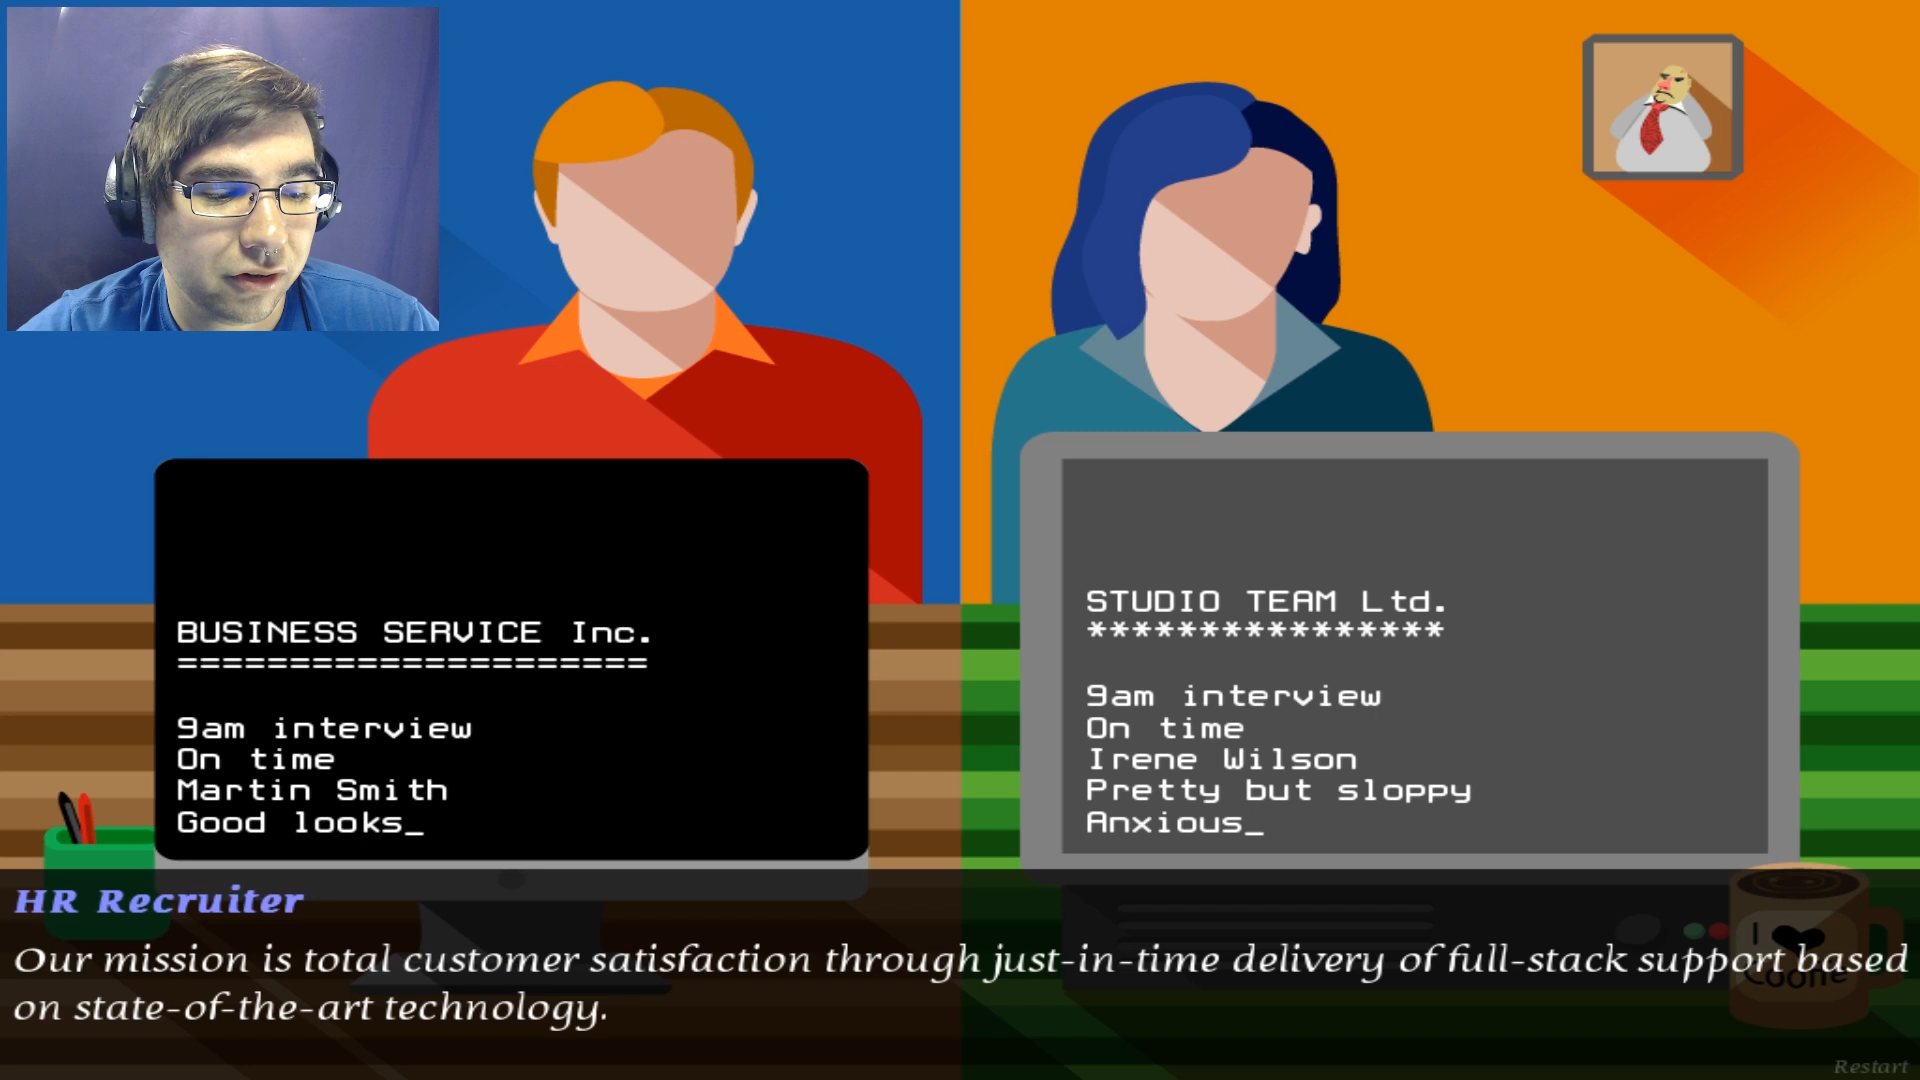 BUSINESS SERVICE Inc.
=====================
9am interview
On time
Martin Smith
Good looks_
STUDIO TEAM Ltd.
****************
9am interview
On time
Irene Wilson
Pretty but sloppy
Anxious_
I
Coofie
HR Recruiter
Our mission is total customer satisfaction through just-in-time delivery of full-stack support based
on state-of-the-art technology.
Restart